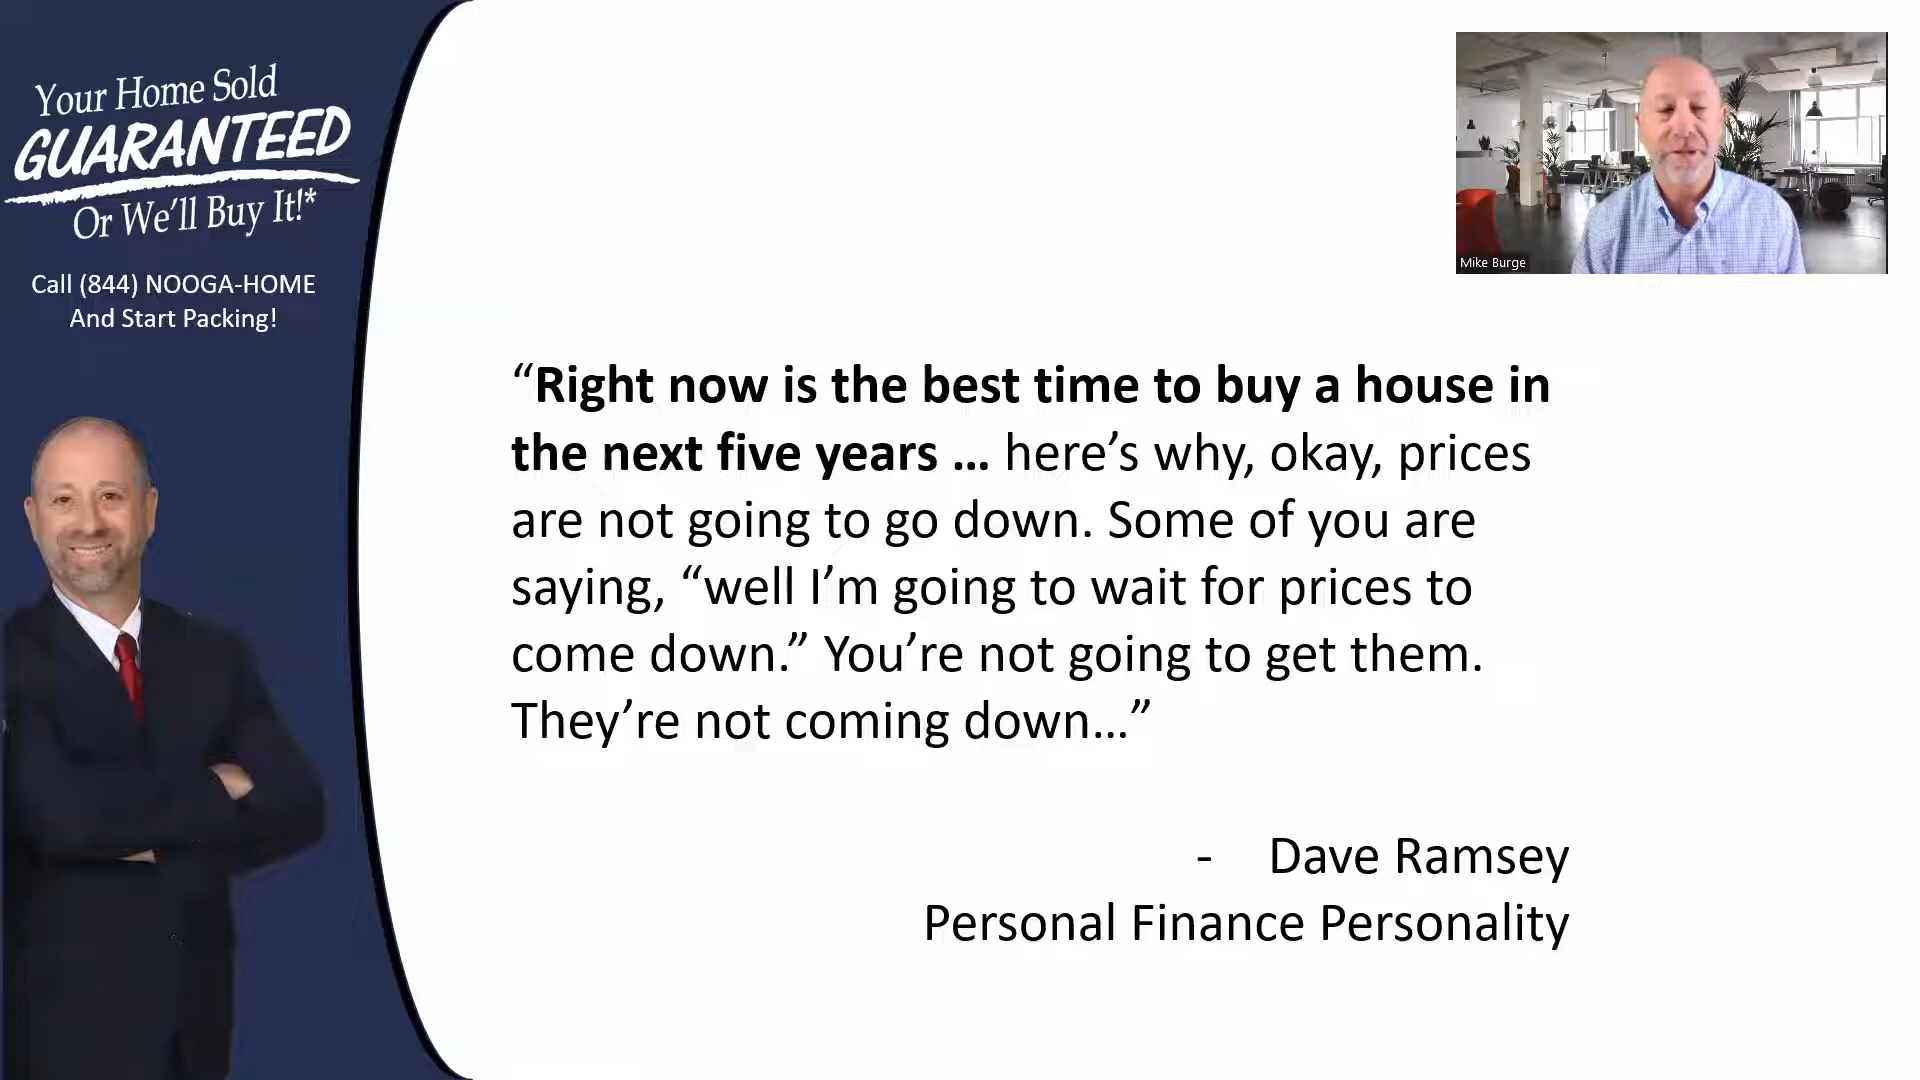 Your Home Sold
GUARANTEED
Or We'll Buy It!*
Call (844) NOOGA-HOME
And Start Packing!
Mike Burge
“Right now is the best time to buy a house in
the next five years … here’s why, okay, prices
are not going to go down. Some of you are
saying, “well I’m going to wait for prices to
come down.” You’re not going to get them.
They’re not coming down…”
- Dave Ramsey
Personal Finance Personality